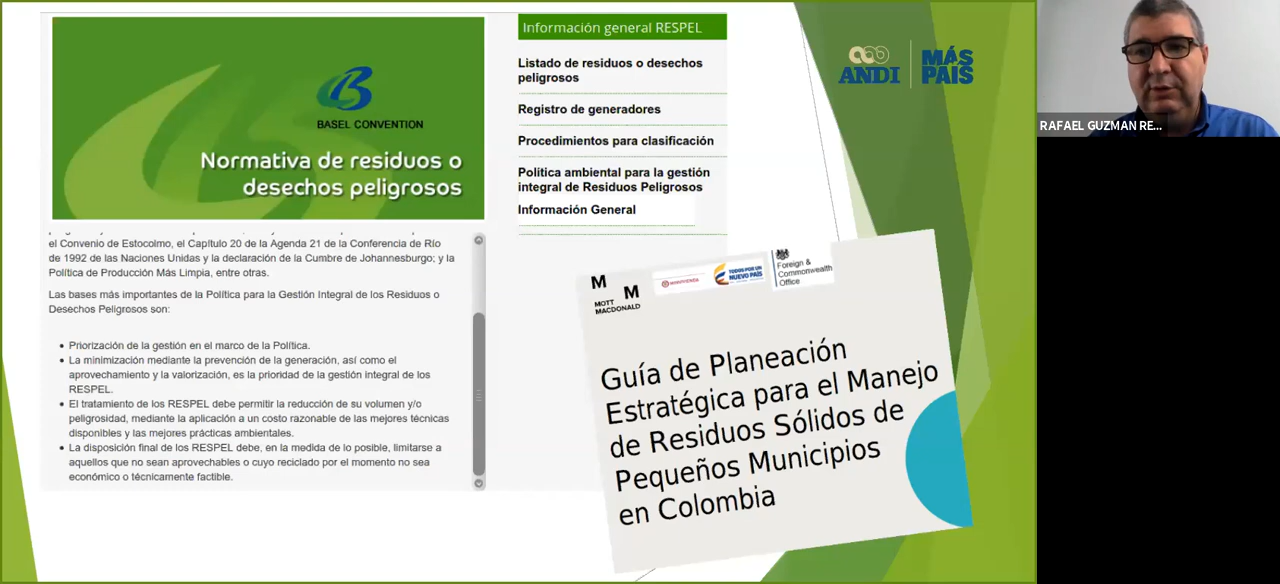 BASEL CONVENTION
Normativa de residuos o
desechos peligrosos
el Convenio de Estocolmo, el Capítulo 20 de la Agenda 21 de la Conferencia de Río
de 1992 de las Naciones Unidas y la declaración de la Cumbre de Johannesburgo; y la
Política de Producción Más Limpia, entre otras.
Las bases más importantes de la Política para la Gestión Integral de los Residuos o
Desechos Peligrosos son:
Priorización de la gestión en el marco de la Política.
La minimización mediante la prevención de la generación, así como el
aprovechamiento y la valorización, es la prioridad de la gestión integral de los
RESPEL.
El tratamiento de los RESPEL debe permitir la reducción de su volumen y/o
peligrosidad, mediante la aplicación a un costo razonable de las mejores técnicas
disponibles y las mejores prácticas ambientales.
La disposición final de los RESPEL debe, en la medida de lo posible, limitarse a
aquellos que no sean aprovechables o cuyo reciclado por el momento no sea
económico o técnicamente factible.
Información general RESPEL
Listado de residuos o desechos
peligrosos
Registro de generadores
Procedimientos para clasificación
Política ambiental para la gestión
integral de Residuos Peligrosos
Información General
ANDI
MÁS
PAÍS
M
M
MOTT
MACDONALD
MINVIVIENDA
TODOS POR UN
NUEVO PAÍS
Foreign &
Commonwealth
Office
Guía de Planeación
Estratégica para el Manejo
de Residuos Sólidos de
Pequeños Municipios
en Colombia
RAFAEL GUZMAN RE...